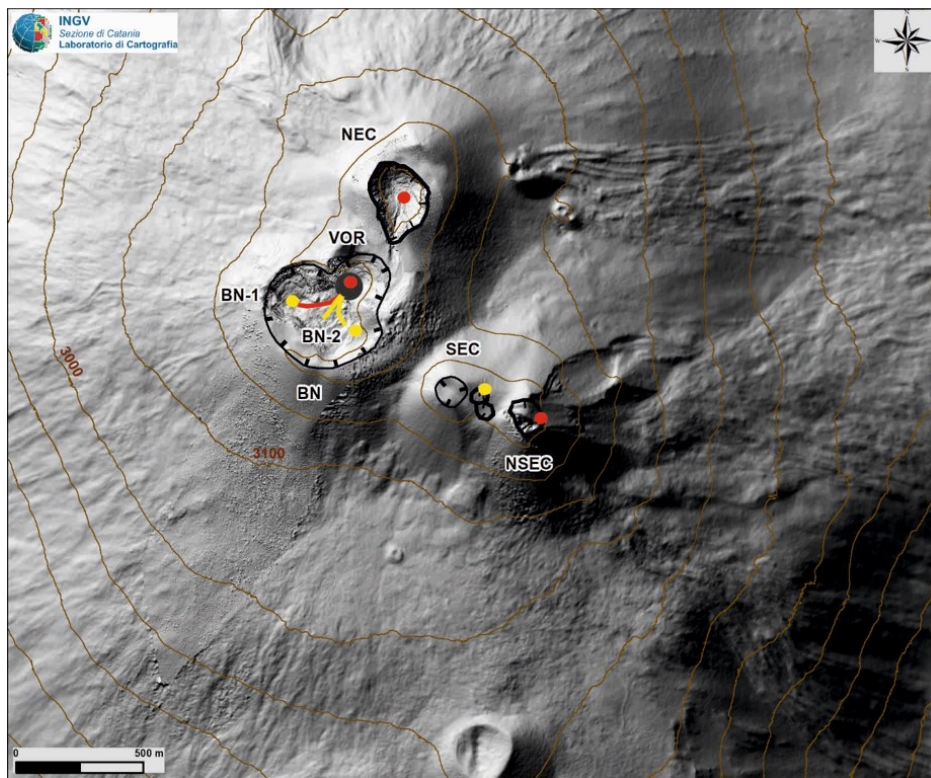 INGV
Sezione di Catania
Laboratorio di Cartografia
NEC
VOR
BN-1
BN-2
BN
SEC
NSEC
3000
3100
0 500 m